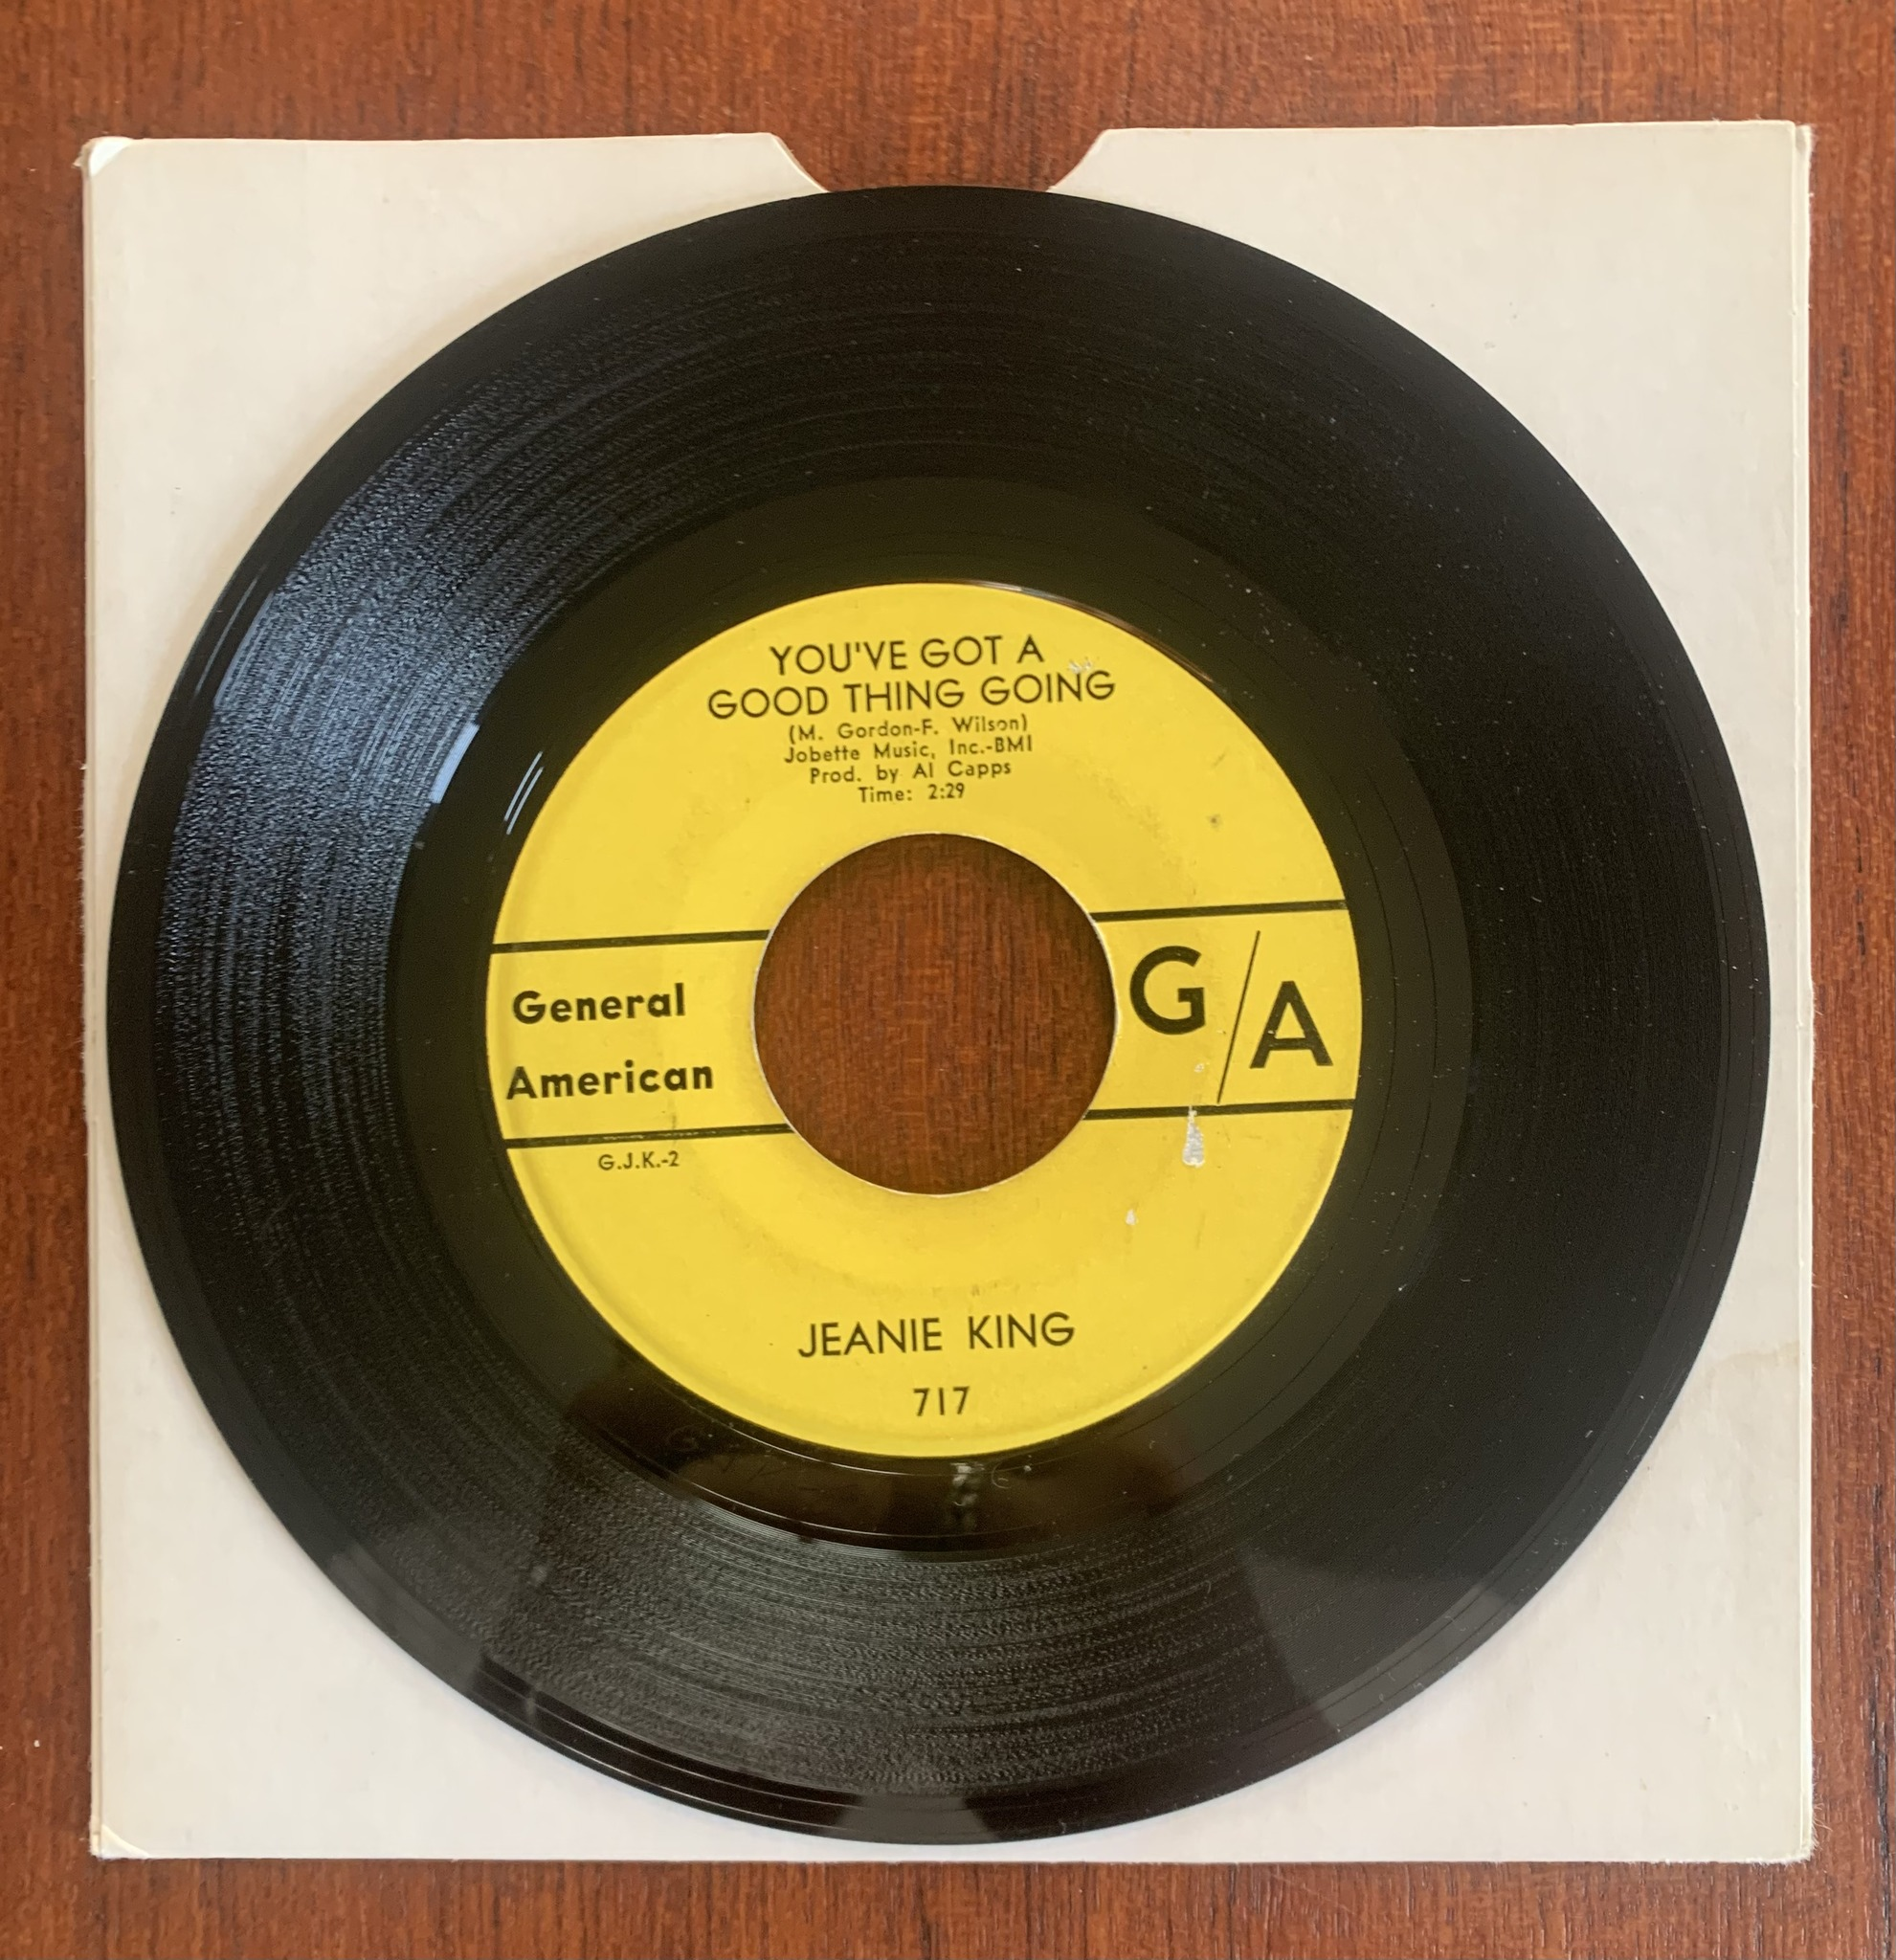 YOU'VE GOT A
GOOD THING GOING
(M. Gordon-F. Wilson)
Jobette Music, Inc.-BMI
Prod. by Al Capps
Time: 2:29
General
American
G/A
G.J.K.-2
JEANIE KING
717